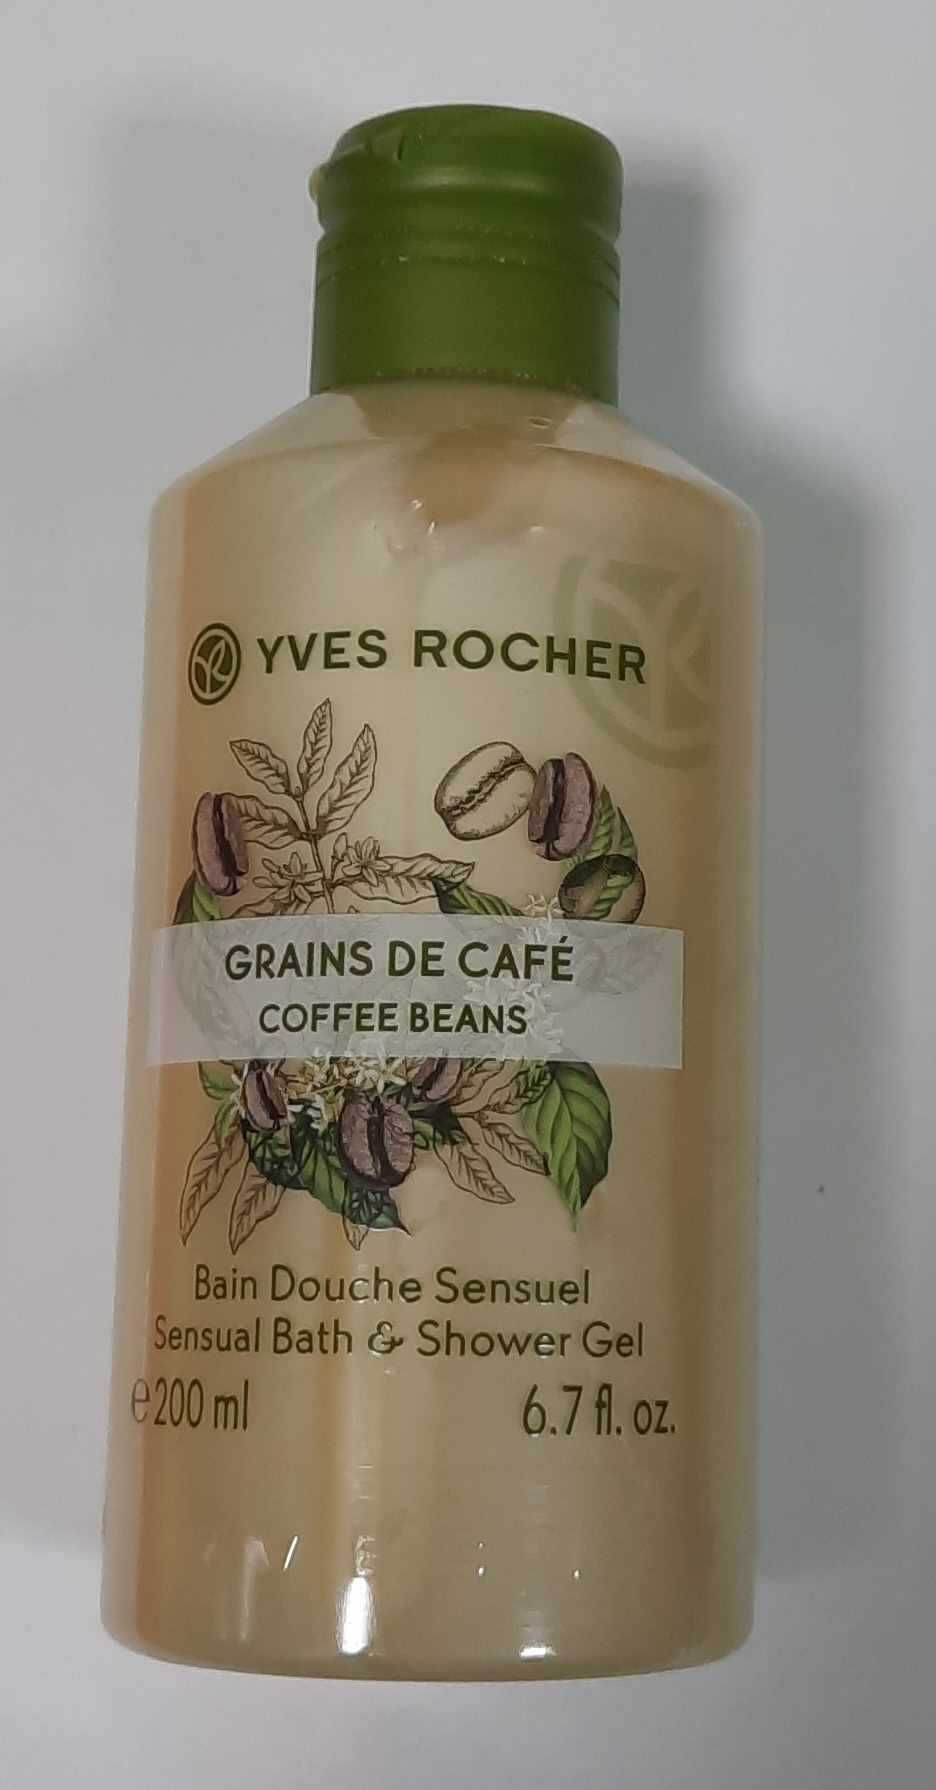 YVES ROCHER
GRAINS DE CAFÉ
COFFEE BEANS
Bain Douche Sensuel
Sensual Bath & Shower Gel
e 200 ml 6.7 fl. oz.